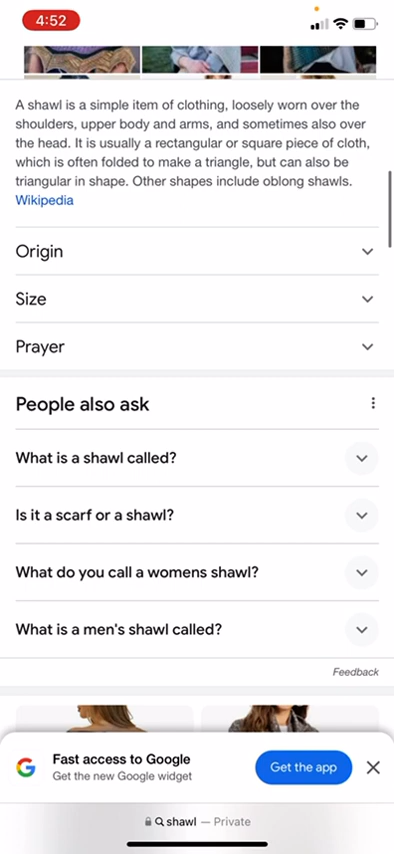 4:52
A shawl is a simple item of clothing, loosely worn over the
shoulders, upper body and arms, and sometimes also over
the head. It is usually a rectangular or square piece of cloth,
which is often folded to make a triangle, but can also be
triangular in shape. Other shapes include oblong shawls.
Wikipedia
Origin
Size
Prayer
People also ask
What is a shawl called?
Is it a scarf or a shawl?
What do you call a womens shawl?
What is a men's shawl called?
Feedback
Fast access to Google
Get the new Google widget
Get the app
shawl — Private